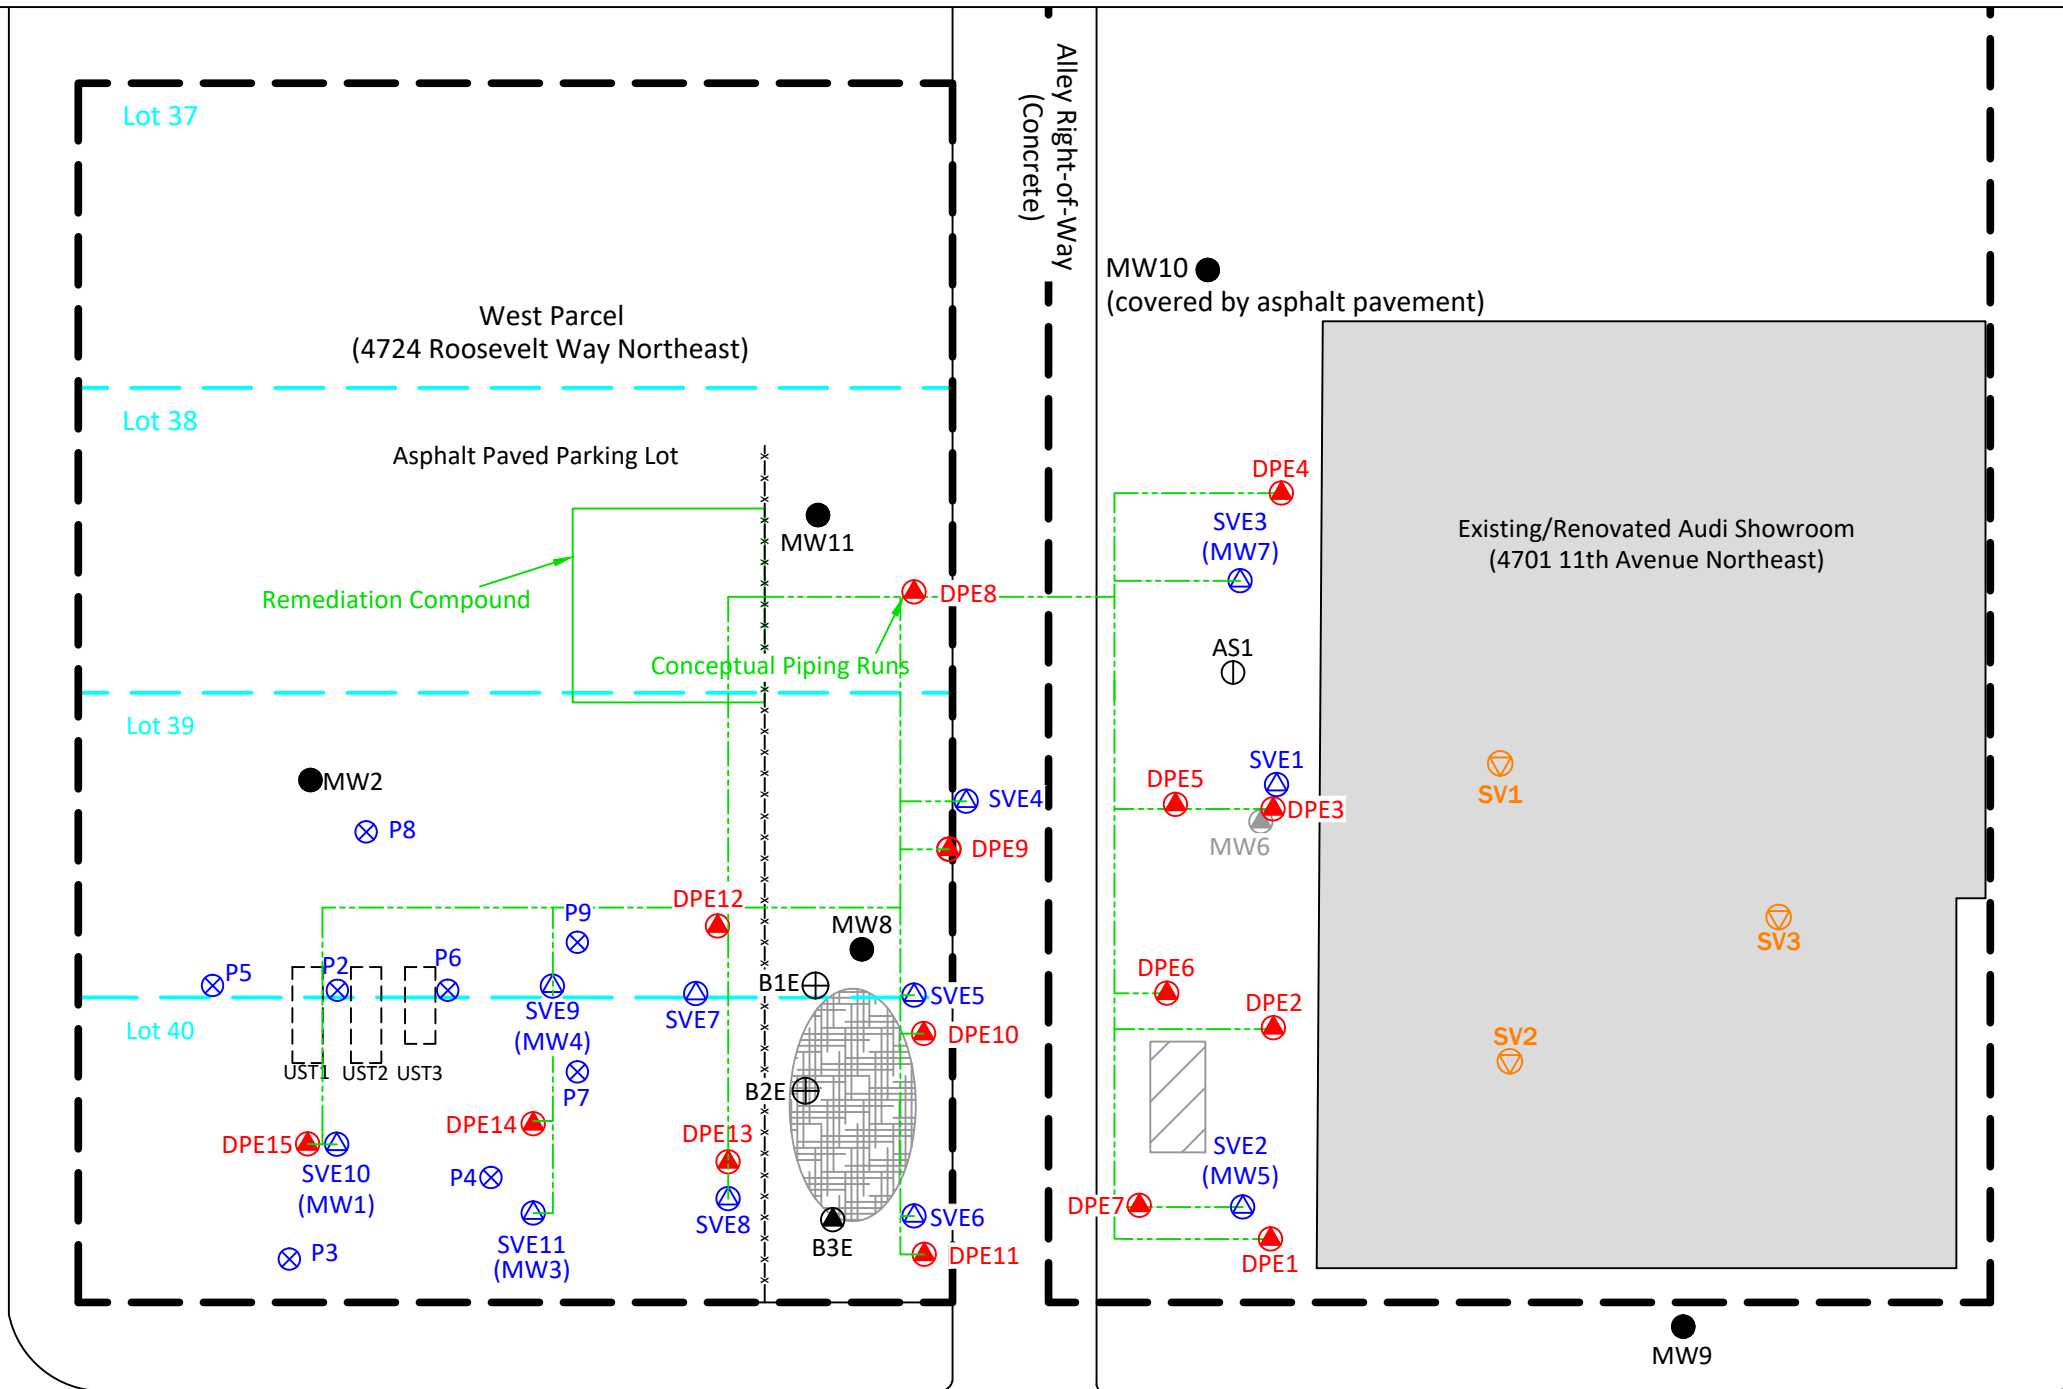 Lot 37
Alley Right-of-Way
(Concrete)
MW10
(covered by asphalt pavement)
West Parcel
(4724 Roosevelt Way Northeast)
Lot 38
Asphalt Paved Parking Lot
MW11
DPE4
SVE3
(MW7)
Existing/Renovated Audi Showroom
(4701 11th Avenue Northeast)
Remediation Compound
DPE8
Conceptual Piping Runs
AS1
Lot 39
MW2
P8
SVE4
DPE9
DPE5
SVE1
DPE3
MW6
SV1
DPE12
P9
MW8
SV3
P5
P2
P6
B1E
SVE5
DPE6
DPE2
SVE9
(MW4)
SVE7
Lot 40
DPE10
SV2
UST1
UST2
UST3
P7
B2E
DPE14
DPE13
DPE15
SVE10
(MW1)
P4
SVE2
(MW5)
DPE7
SVE8
SVE6
B3E
SVE11
(MW3)
P3
DPE11
DPE1
MW9